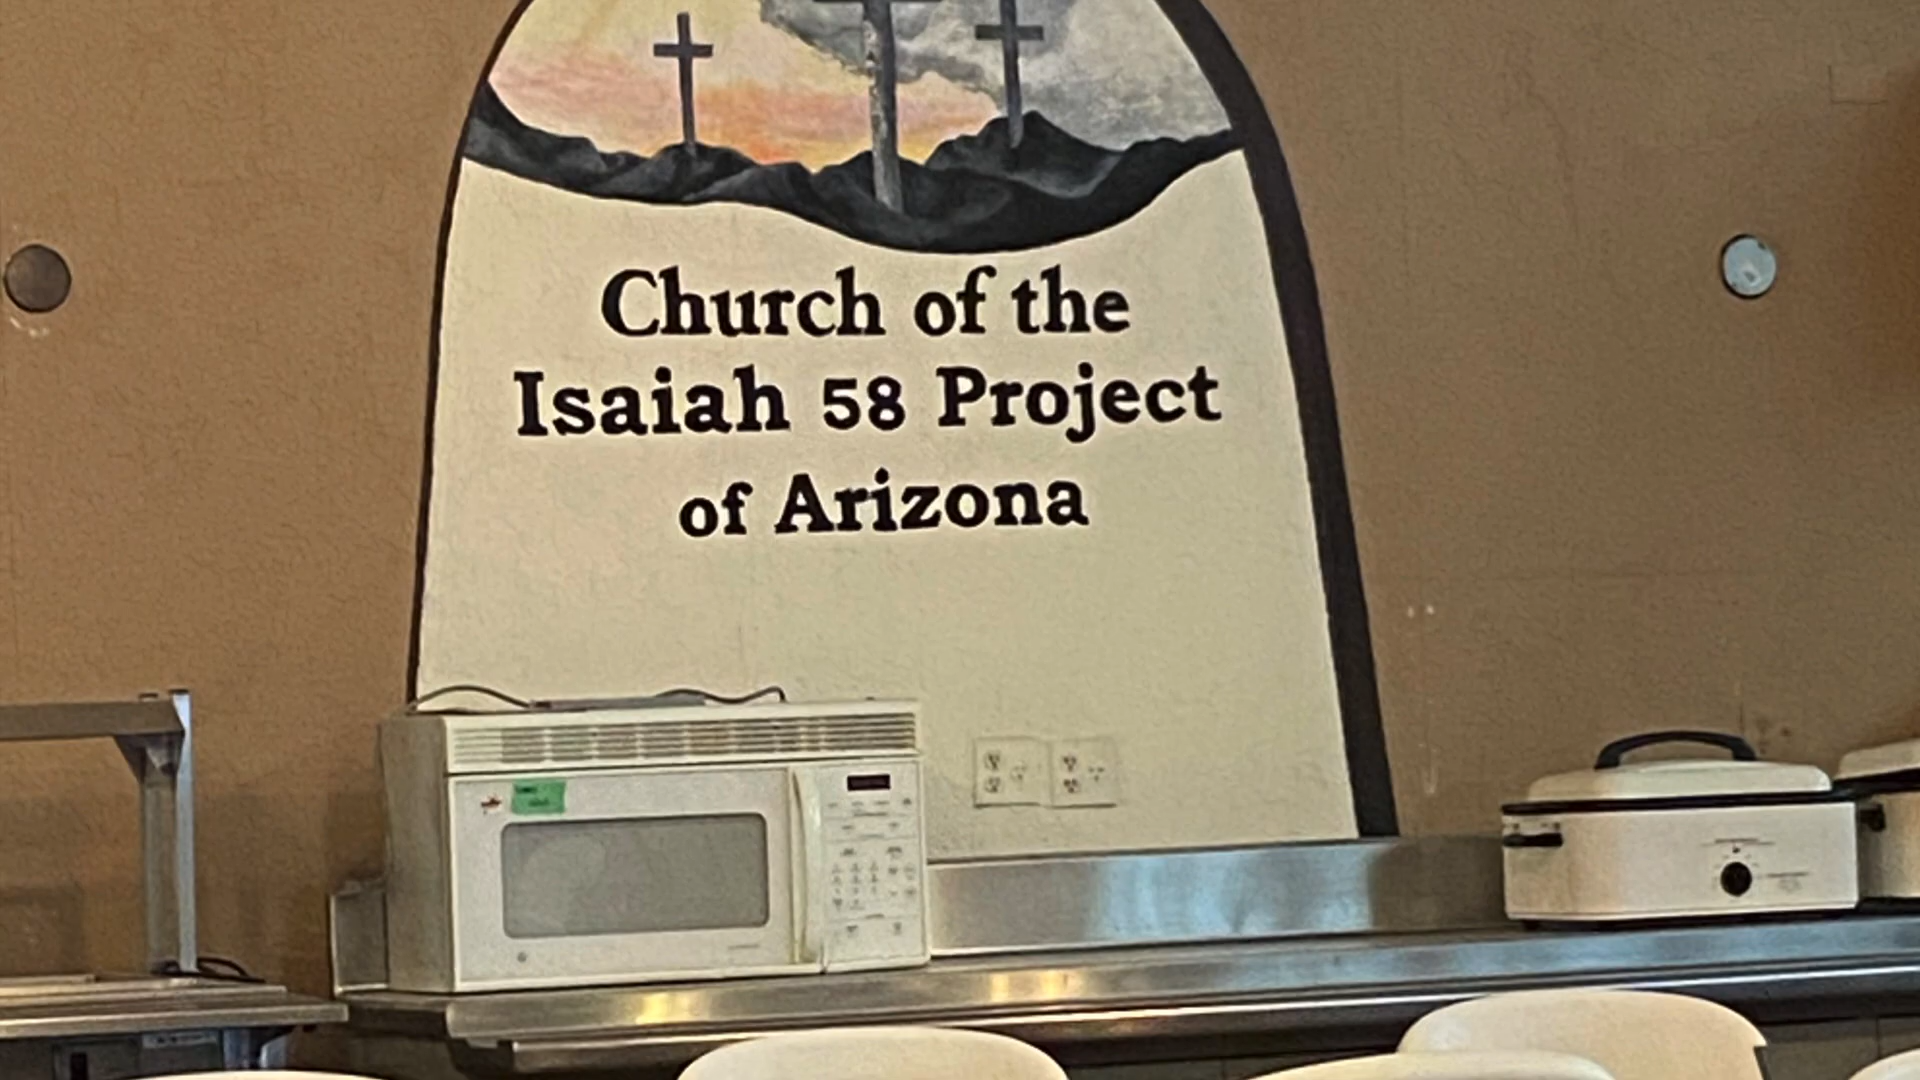 Church of the
Isaiah 58 Project
of Arizona